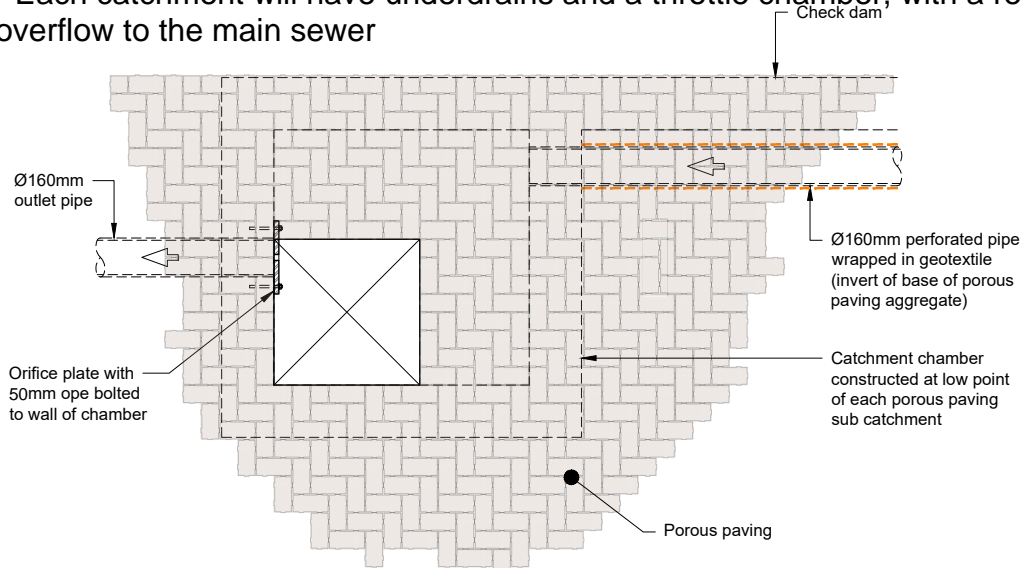 Each catchment will have underdrains and a throttle chamber, with a
overflow to the main sewer
Check dam
Ø160mm
outlet pipe
Ø160mm perforated pipe
wrapped in geotextile
(invert of base of porous
paving aggregate)
Orifice plate with
50mm ope bolted
to wall of chamber
Catchment chamber
constructed at low point
of each porous paving
sub catchment
Porous paving